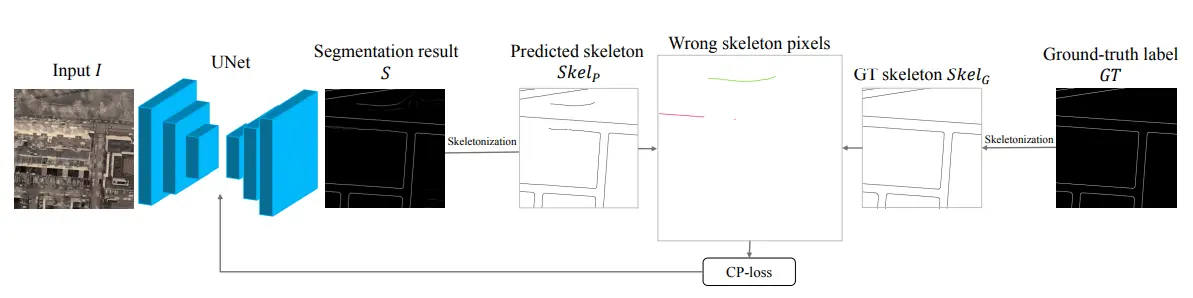 Input I
UNet
Segmentation result
S
Skeletonization
Predicted skeleton
Skel_P
Wrong skeleton pixels
GT skeleton Skel_G
Skeletonization
Ground-truth label
GT
CP-loss